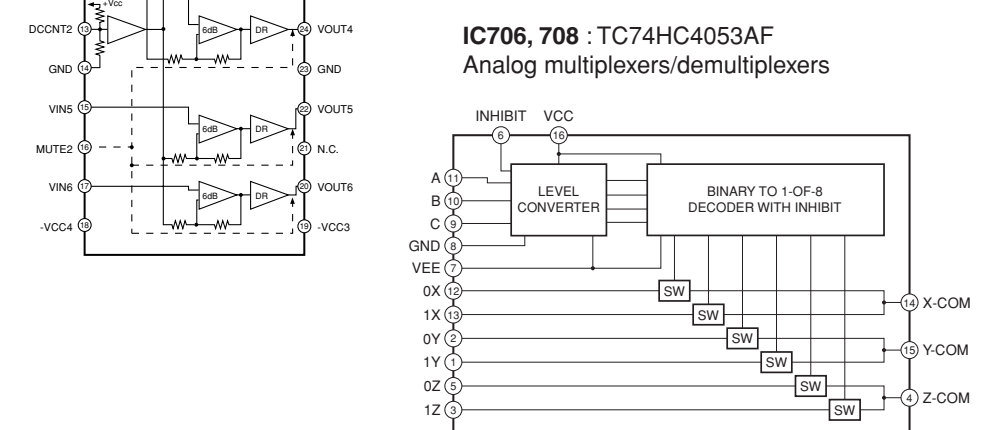 +Vcc
DCCNT2 13
6dB DR 24 VOUT4
GND 14
23 GND
VIN5 15
22 VOUT5
6dB DR
MUTE2 16
21 N.C.
VIN6 17
20 VOUT6
6dB DR
-VCC4 18
19 -VCC3
IC706, 708 : TC74HC4053AF
Analog multiplexers/demultiplexers
INHIBIT VCC
6 16
A 11
B 10
C 9
GND 8
VEE 7
LEVEL
CONVERTER
BINARY TO 1-OF-8
DECODER WITH INHIBIT
0X 12 SW
14 X-COM
1X 13 SW
0Y 2 SW
15 Y-COM
1Y 1 SW
0Z 5 SW
4 Z-COM
1Z 3 SW